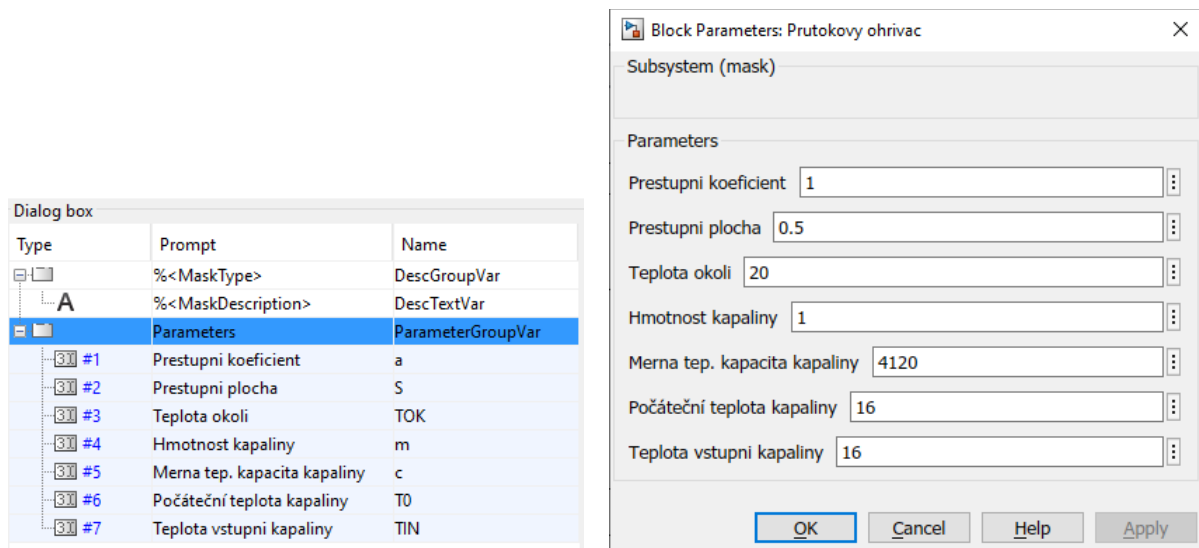 Dialog box
Type Prompt Name
%<MaskType> DescGroupVar
A %<MaskDescription> DescTextVar
Parameters ParameterGroupVar
#1 Prestupni koeficient a
#2 Prestupni plocha S
#3 Teplota okoli TOK
#4 Hmotnost kapaliny m
#5 Merna tep. kapacita kapaliny c
#6 Počáteční teplota kapaliny T0
#7 Teplota vstupni kapaliny TIN
Block Parameters: Prutokovy ohrivac
Subsystem (mask)
Parameters
Prestupni koeficient 1
Prestupni plocha 0.5
Teplota okoli 20
Hmotnost kapaliny 1
Merna tep. kapacita kapaliny 4120
Počáteční teplota kapaliny 16
Teplota vstupni kapaliny 16
OK Cancel Help Apply